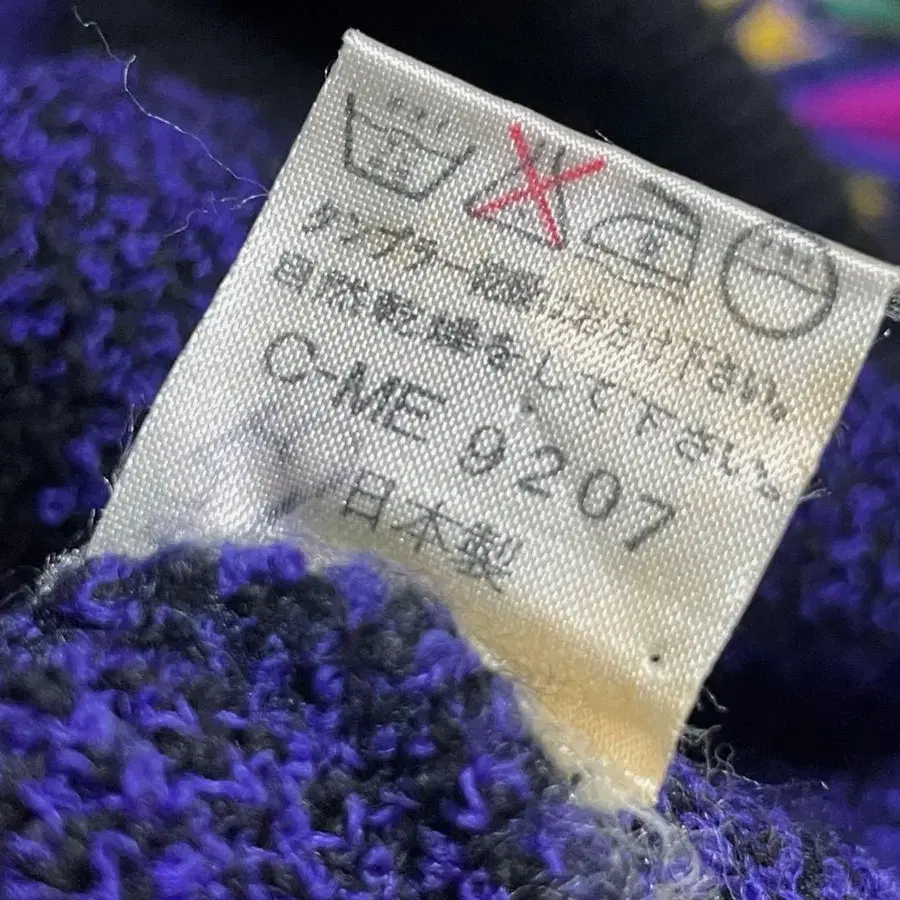 タンブラー乾燥はお避け下さい。
自然乾燥をして下さい。
C-ME 9207
日本製